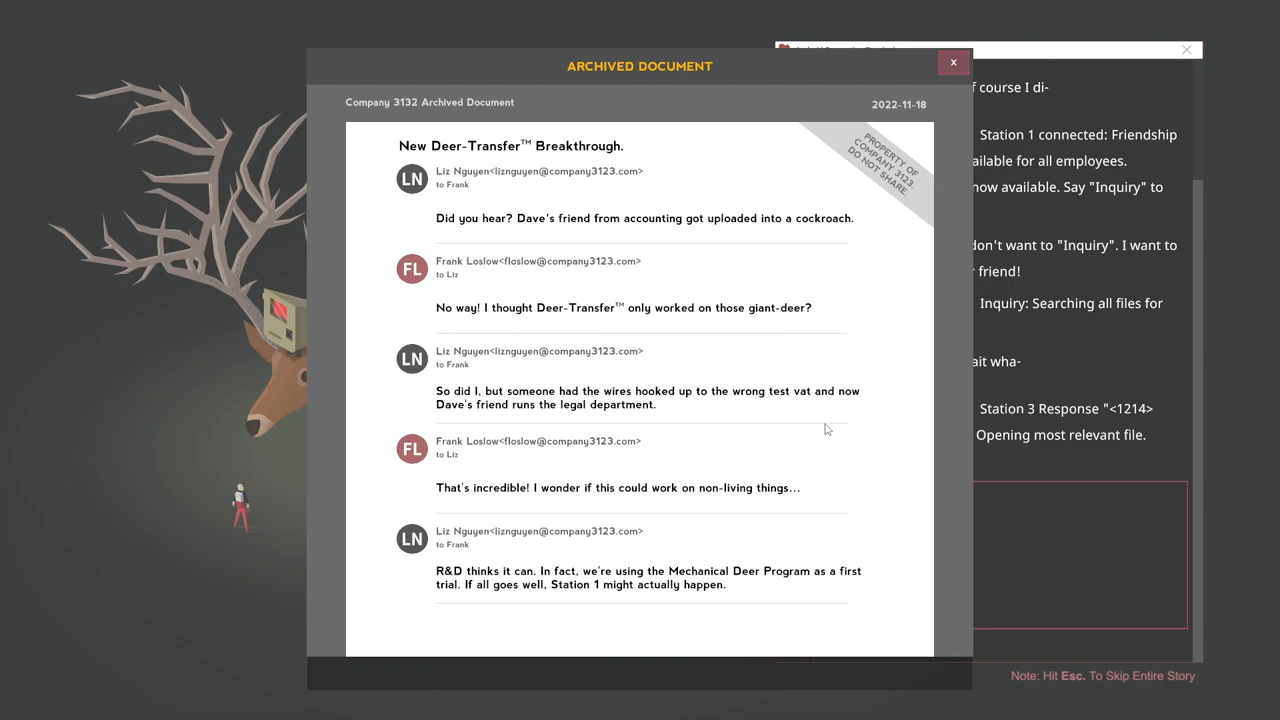 ARCHIVED DOCUMENT
x
Company 3132 Archived Document
2022-11-18
PROPERTY OF
COMPANY 3123.
DO NOT SHARE.
New Deer-Transfer™ Breakthrough.
LN
Liz Nguyen<liznguyen@company3123.com>
to Frank
Did you hear? Dave's friend from accounting got uploaded into a cockroach.
FL
Frank Loslow<floslow@company3123.com>
to Liz
No way! I thought Deer-Transfer™ only worked on those giant-deer?
LN
Liz Nguyen<liznguyen@company3123.com>
to Frank
So did I, but someone had the wires hooked up to the wrong test vat and now
Dave's friend runs the legal department.
FL
Frank Loslow<floslow@company3123.com>
to Liz
That's incredible! I wonder if this could work on non-living things...
LN
Liz Nguyen<liznguyen@company3123.com>
to Frank
R&D thinks it can. In fact, we're using the Mechanical Deer Program as a first
trial. If all goes well, Station 1 might actually happen.
f course I di-
Station 1 connected: Friendship
ailable for all employees.
now available. Say "Inquiry" to
don't want to "Inquiry". I want to
friend!
Inquiry: Searching all files for
ait wha-
Station 3 Response "<1214>
Opening most relevant file.
Note: Hit Esc. To Skip Entire Story